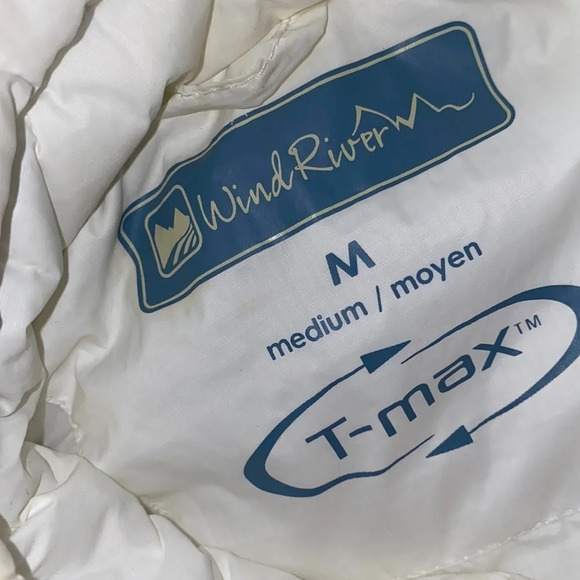 WindRiver
M
medium / moyen
T-max™